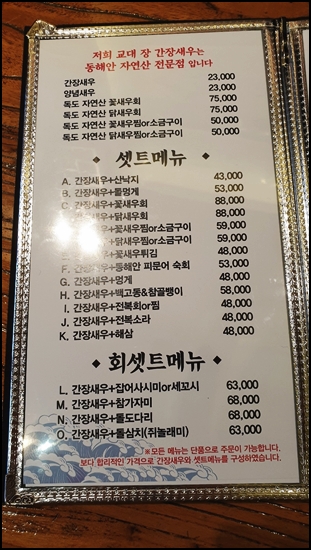 저희 교대 장 간장새우는
동해안 자연산 전문점 입니다
간장새우 23,000
양념새우 23,000
독도 자연산 꽃새우회 75,000
독도 자연산 닭새우회 75,000
독도 자연산 꽃새우찜or소금구이 50,000
독도 자연산 닭새우찜or소금구이 50,000
셋트메뉴
A. 간장새우+산낙지 43,000
B. 간장새우+돌멍게 53,000
C. 간장새우+꽃새우회 88,000
간장새우+닭새우회 88,000
간장새우+꽃새우찜or소금구이 59,000
간장새우+닭새우찜or소금구이 59,000
간장새우+꽃새우튀김 48,000
F. 간장새우+동해안 피문어 숙회 53,000
G. 간장새우+멍게 48,000
H. 간장새우+백고동&참골뱅이 58,000
I. 간장새우+전복회or찜 48,000
J. 간장새우+전복소라 48,000
K. 간장새우+해삼 48,000
회셋트메뉴
L. 간장새우+잡어사시미or세꼬시 63,000
M. 간장새우+참가자미 68,000
N. 간장새우+돌도다리 68,000
O. 간장새우+돌삼치(쥐놀래미) 63,000
※모든 메뉴는 단품으로 주문이 가능합니다.
보다 합리적인 가격으로 간장새우와 셋트메뉴를 구성하였습니다.